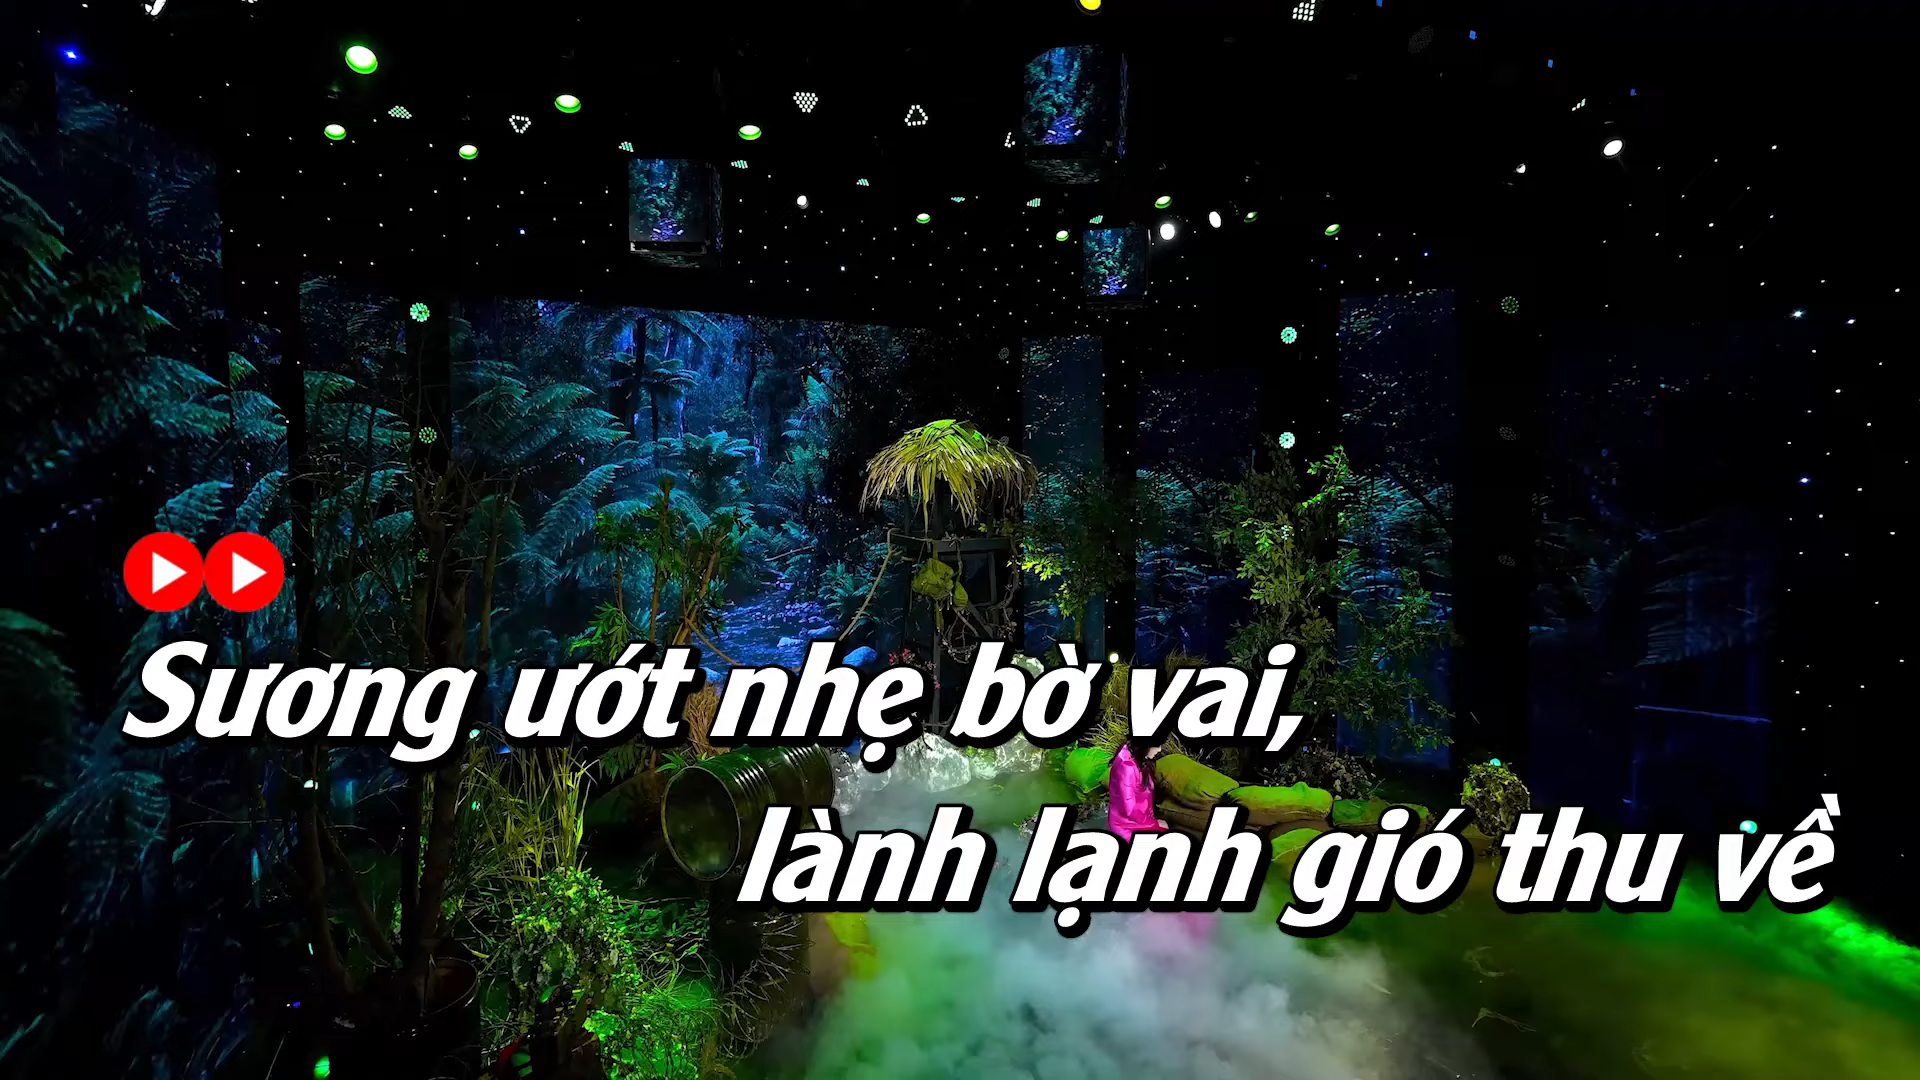 Sương ướt nhẹ bờ vai,
lành lạnh gió thu về